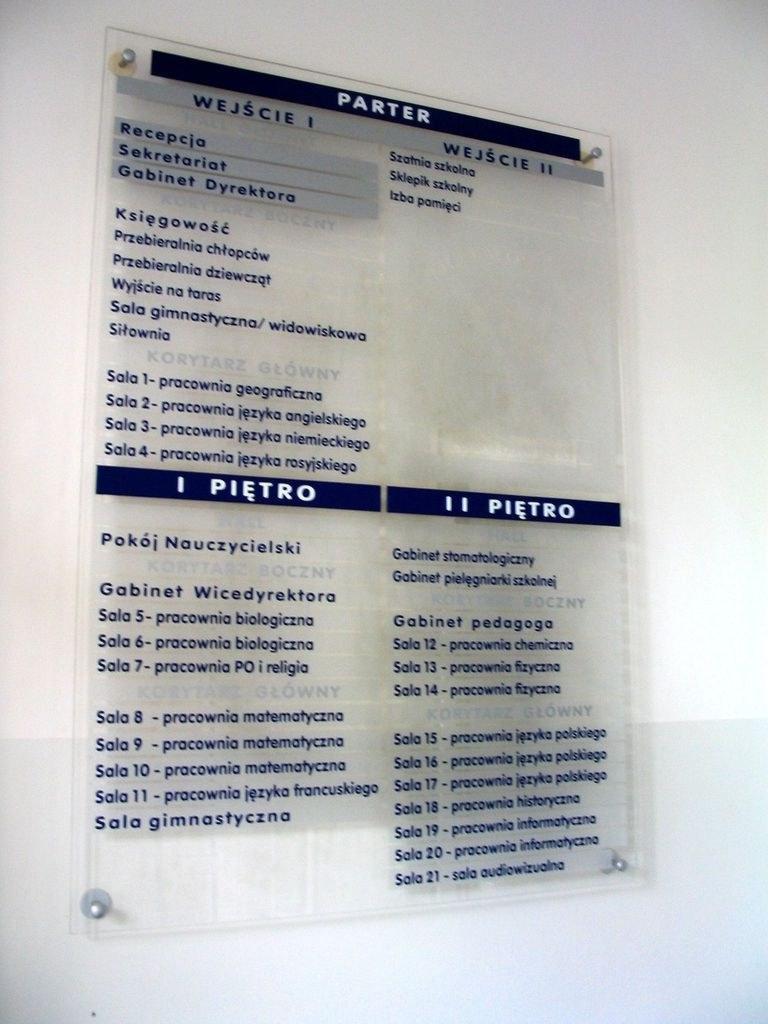 PARTER
WEJŚCIE I
Recepcja
Sekretariat
Gabinet Dyrektora
KORYTARZ BOCZNY
Księgowość
Przebieralnia chłopców
Przebieralnia dziewcząt
Wyjście na taras
Sala gimnastyczna/ widowiskowa
Siłownia
KORYTARZ GŁÓWNY
Sala 1- pracownia geograficzna
Sala 2- pracownia języka angielskiego
Sala 3- pracownia języka niemieckiego
Sala 4- pracownia języka rosyjskiego
WEJŚCIE II
Szatnia szkolna
Sklepik szkolny
Izba pamięci
I PIĘTRO
HALL
Pokój Nauczycielski
KORYTARZ BOCZNY
Gabinet Wicedyrektora
Sala 5- pracownia biologiczna
Sala 6- pracownia biologiczna
Sala 7- pracownia PO i religia
KORYTARZ GŁÓWNY
Sala 8 - pracownia matematyczna
Sala 9 - pracownia matematyczna
Sala 10 - pracownia matematyczna
Sala 11 - pracownia języka francuskiego
Sala gimnastyczna
II PIĘTRO
HALL
Gabinet stomatologiczny
Gabinet pielęgniarki szkolnej
KORYTARZ BOCZNY
Gabinet pedagoga
Sala 12 - pracownia chemiczna
Sala 13 - pracownia fizyczna
Sala 14 - pracownia fizyczna
KORYTARZ GŁÓWNY
Sala 15 - pracownia języka polskiego
Sala 16 - pracownia języka polskiego
Sala 17 - pracownia języka polskiego
Sala 18 - pracownia historyczna
Sala 19 - pracownia informatyczna
Sala 20 - pracownia informatyczna
Sala 21 - sala audiowizualna